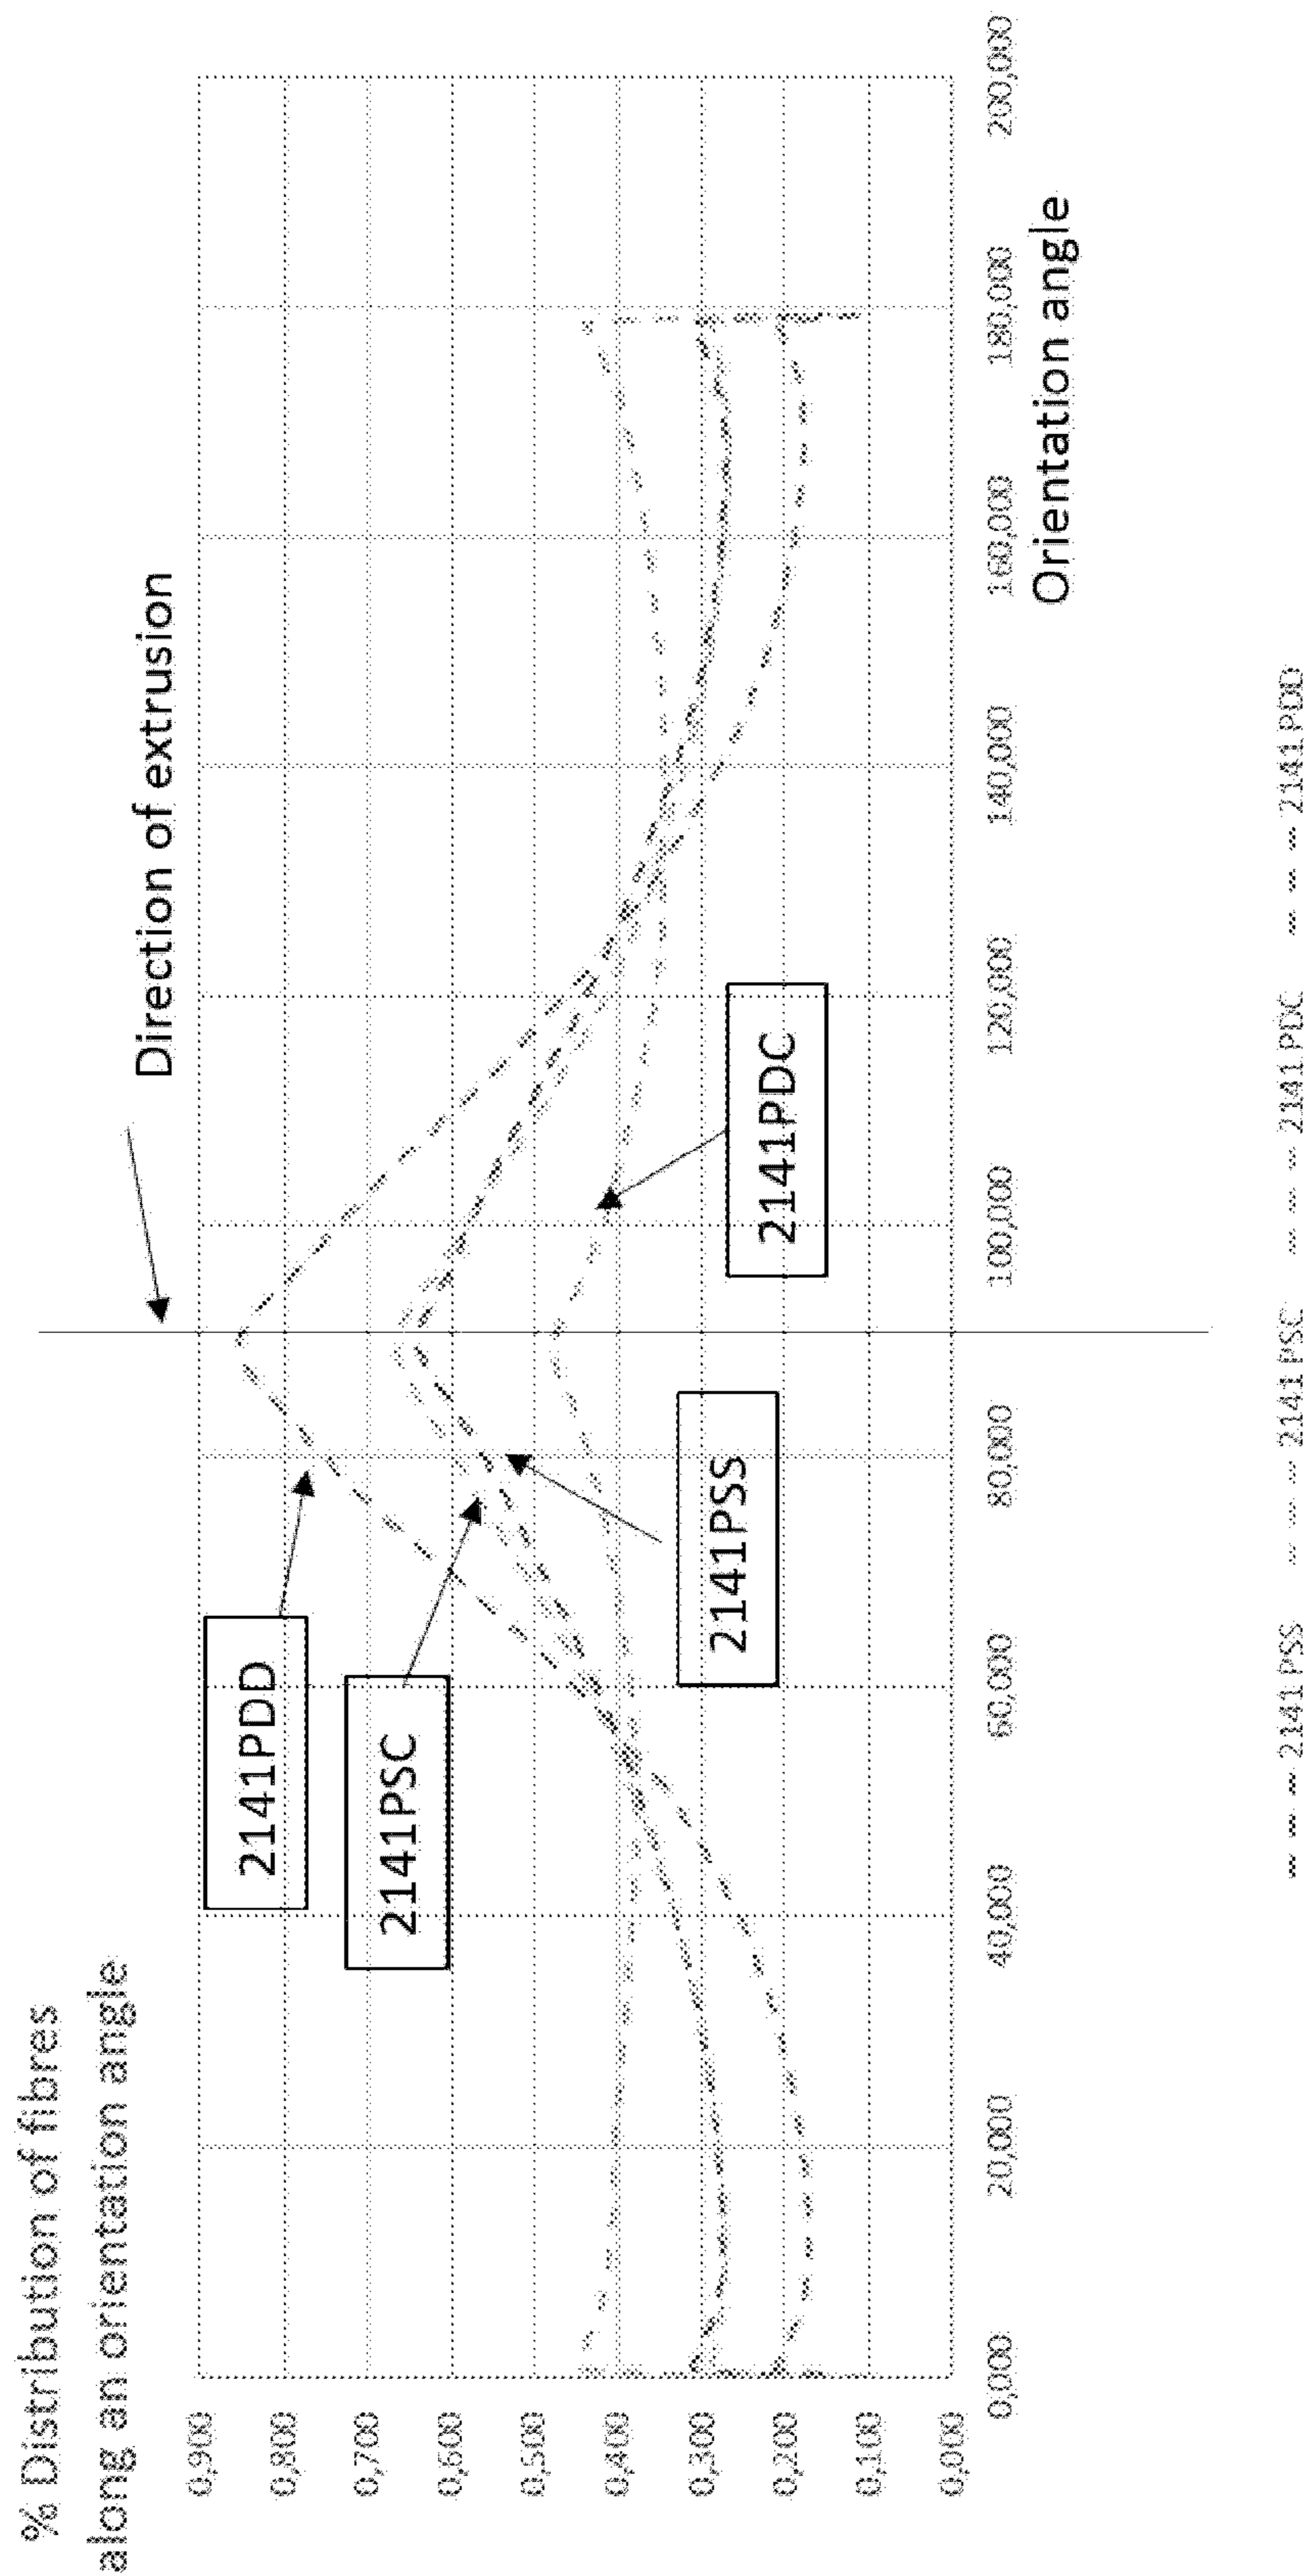 % Distribution of fibres
along an orientation angle
Direction of extrusion
0,900
0,800
0,700
0,600
0,500
0,400
0,300
0,200
0,100
0,000
2141PDD
2141PSC
2141PSS
2141PDC
0,000
20,000
40,000
60,000
80,000
100,000
120,000
140,000
160,000
180,000
200,000
Orientation angle
2141 PSS
2141 PSC
2141 PDC
2141 PDD